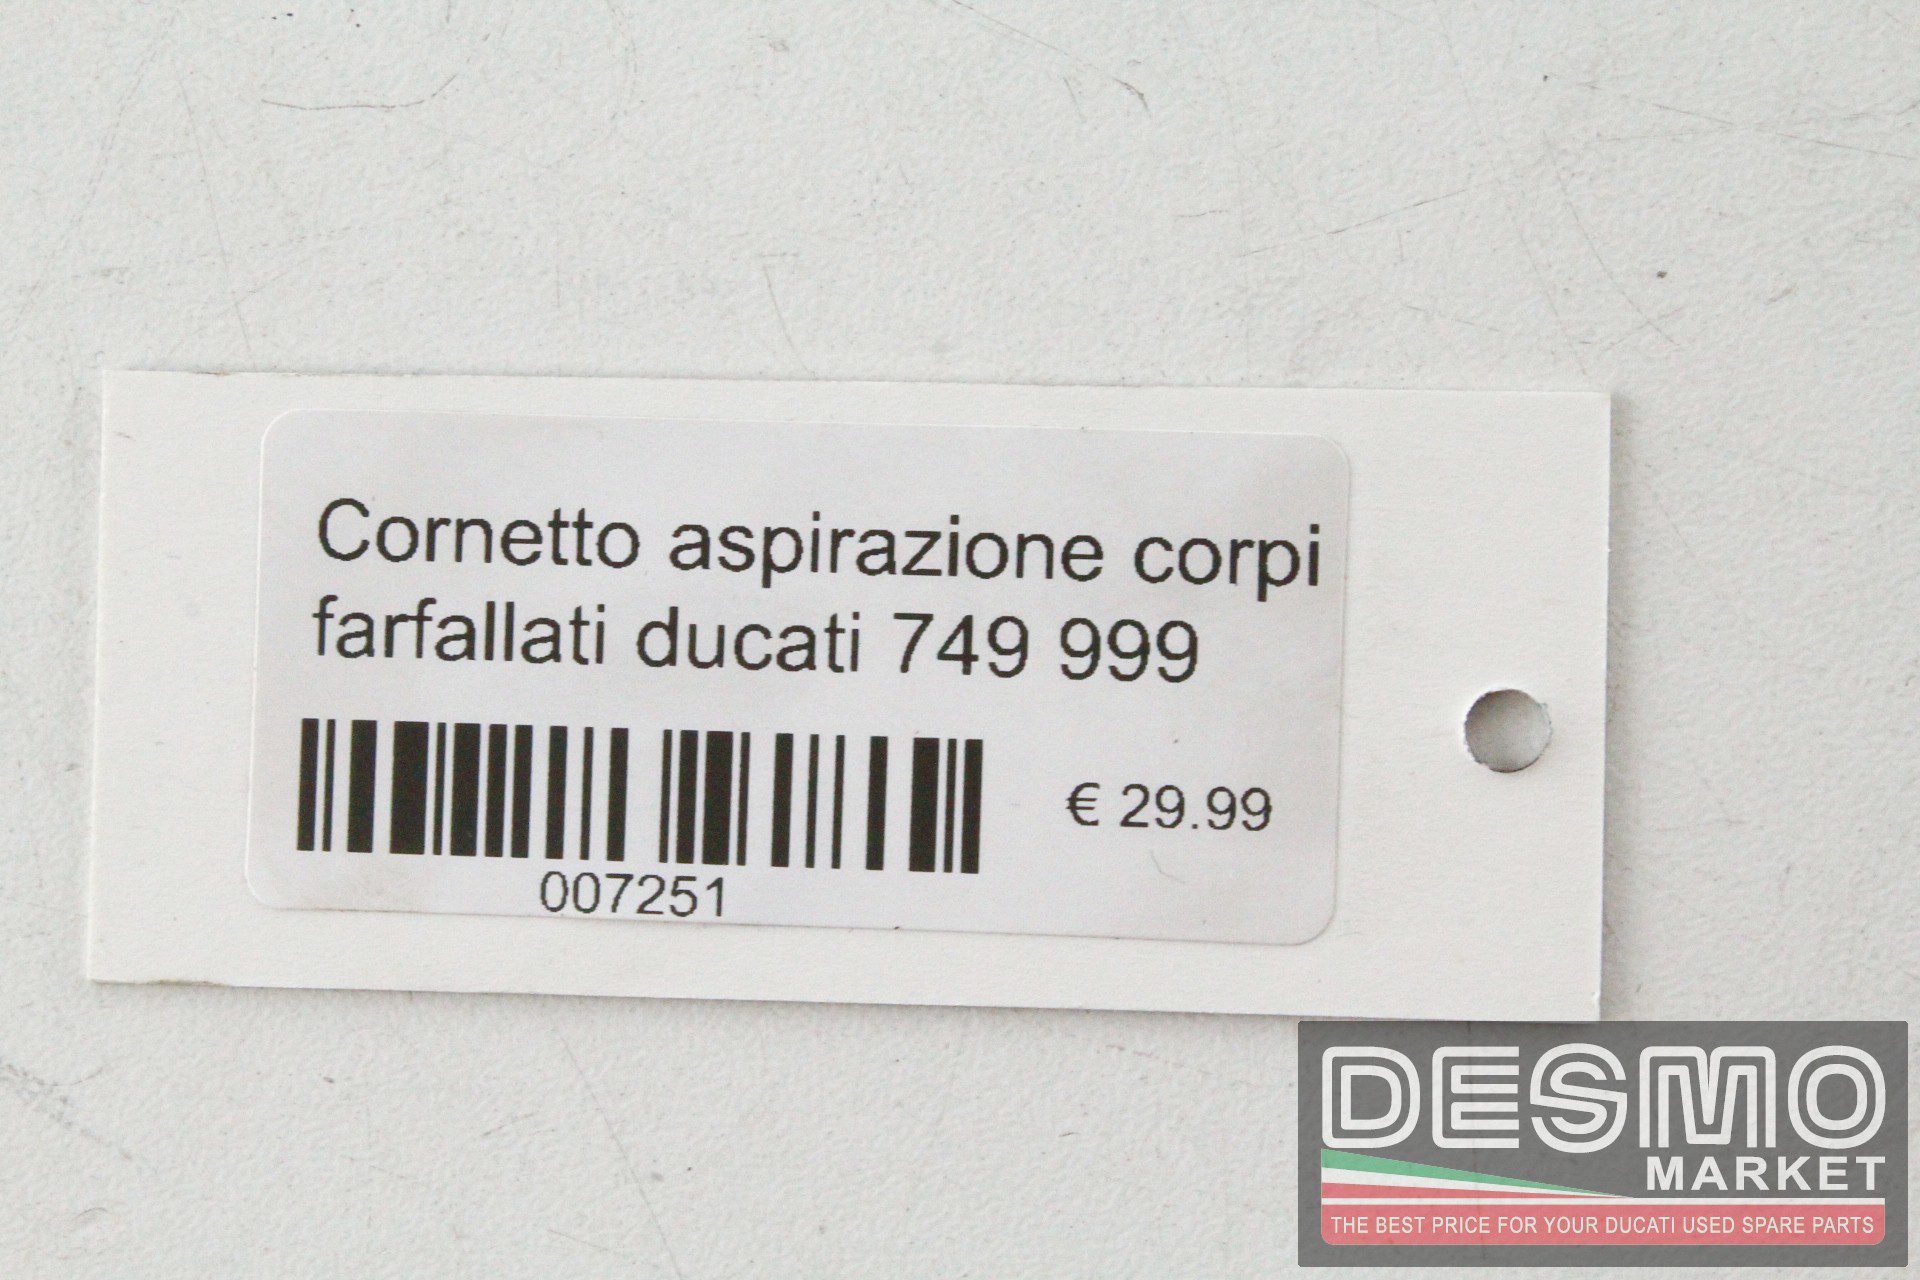 Cornetto aspirazione corpi
farfallati ducati 749 999
€ 29.99
007251
DESMO
MARKET
THE BEST PRICE FOR YOUR DUCATI USED SPARE PARTS